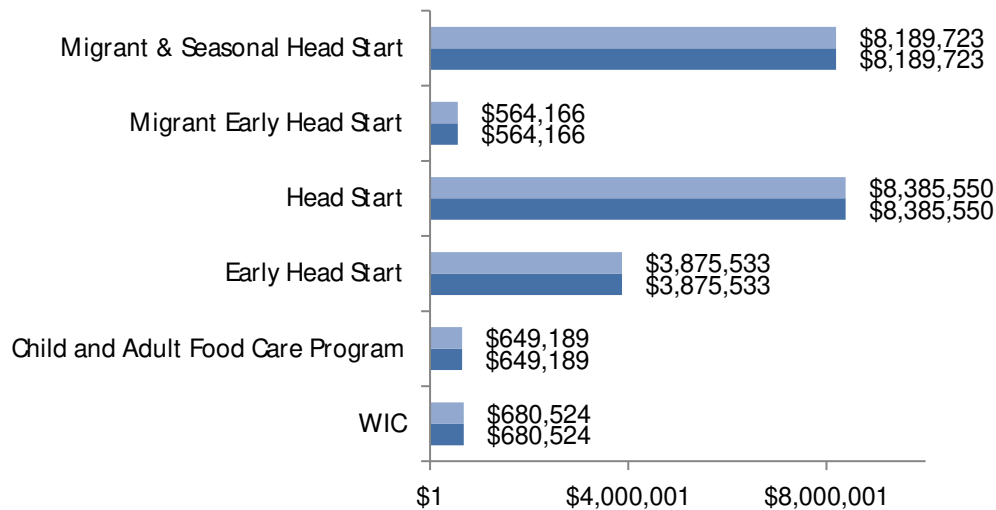 Migrant & Seasonal Head Start
$8,189,723
$8,189,723
Migrant Early Head Start
$564,166
$564,166
Head Start
$8,385,550
$8,385,550
Early Head Start
$3,875,533
$3,875,533
Child and Adult Food Care Program
$649,189
$649,189
WIC
$680,524
$680,524
$1 $4,000,001 $8,000,001